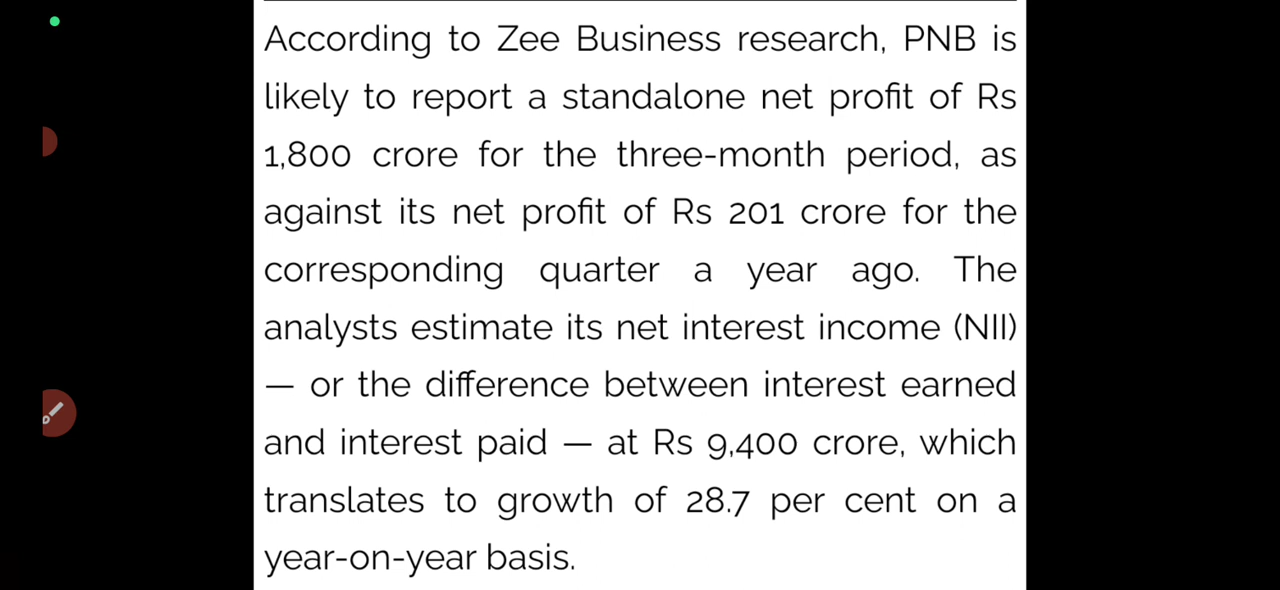 According to Zee Business research, PNB is
likely to report a standalone net profit of Rs
1,800 crore for the three-month period, as
against its net profit of Rs 201 crore for the
corresponding quarter a year ago. The
analysts estimate its net interest income (NII)
— or the difference between interest earned
and interest paid — at Rs 9,400 crore, which
translates to growth of 28.7 per cent on a
year-on-year basis.